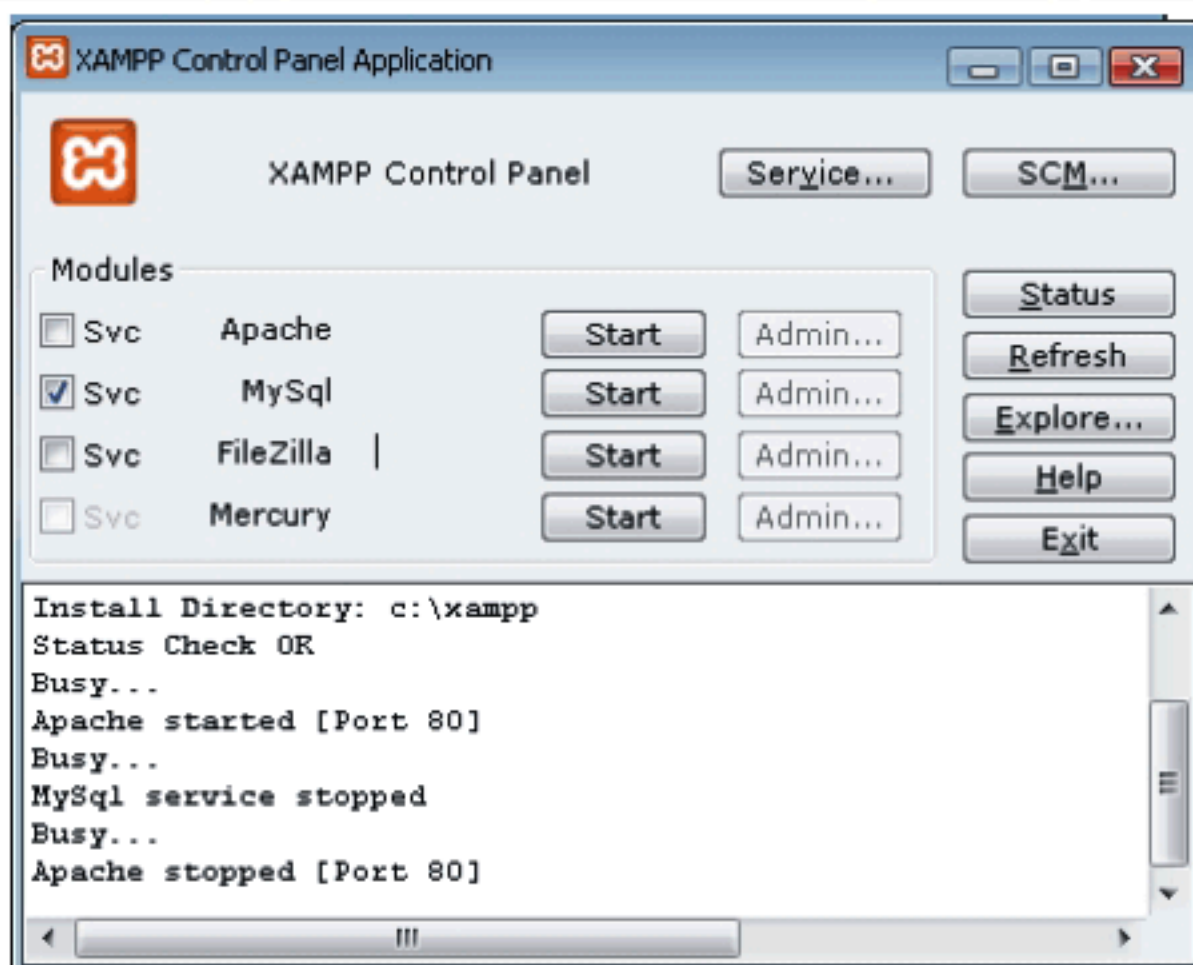 XAMPP Control Panel Application
XAMPP Control Panel Service... SCM...
Modules
Svc Apache Start Admin... Status
Svc MySql Start Admin... Refresh
Svc FileZilla Start Admin... Explore...
Svc Mercury Start Admin... Help
Exit
Install Directory: c:\xampp
Status Check OK
Busy...
Apache started [Port 80]
Busy...
MySql service stopped
Busy...
Apache stopped [Port 80]